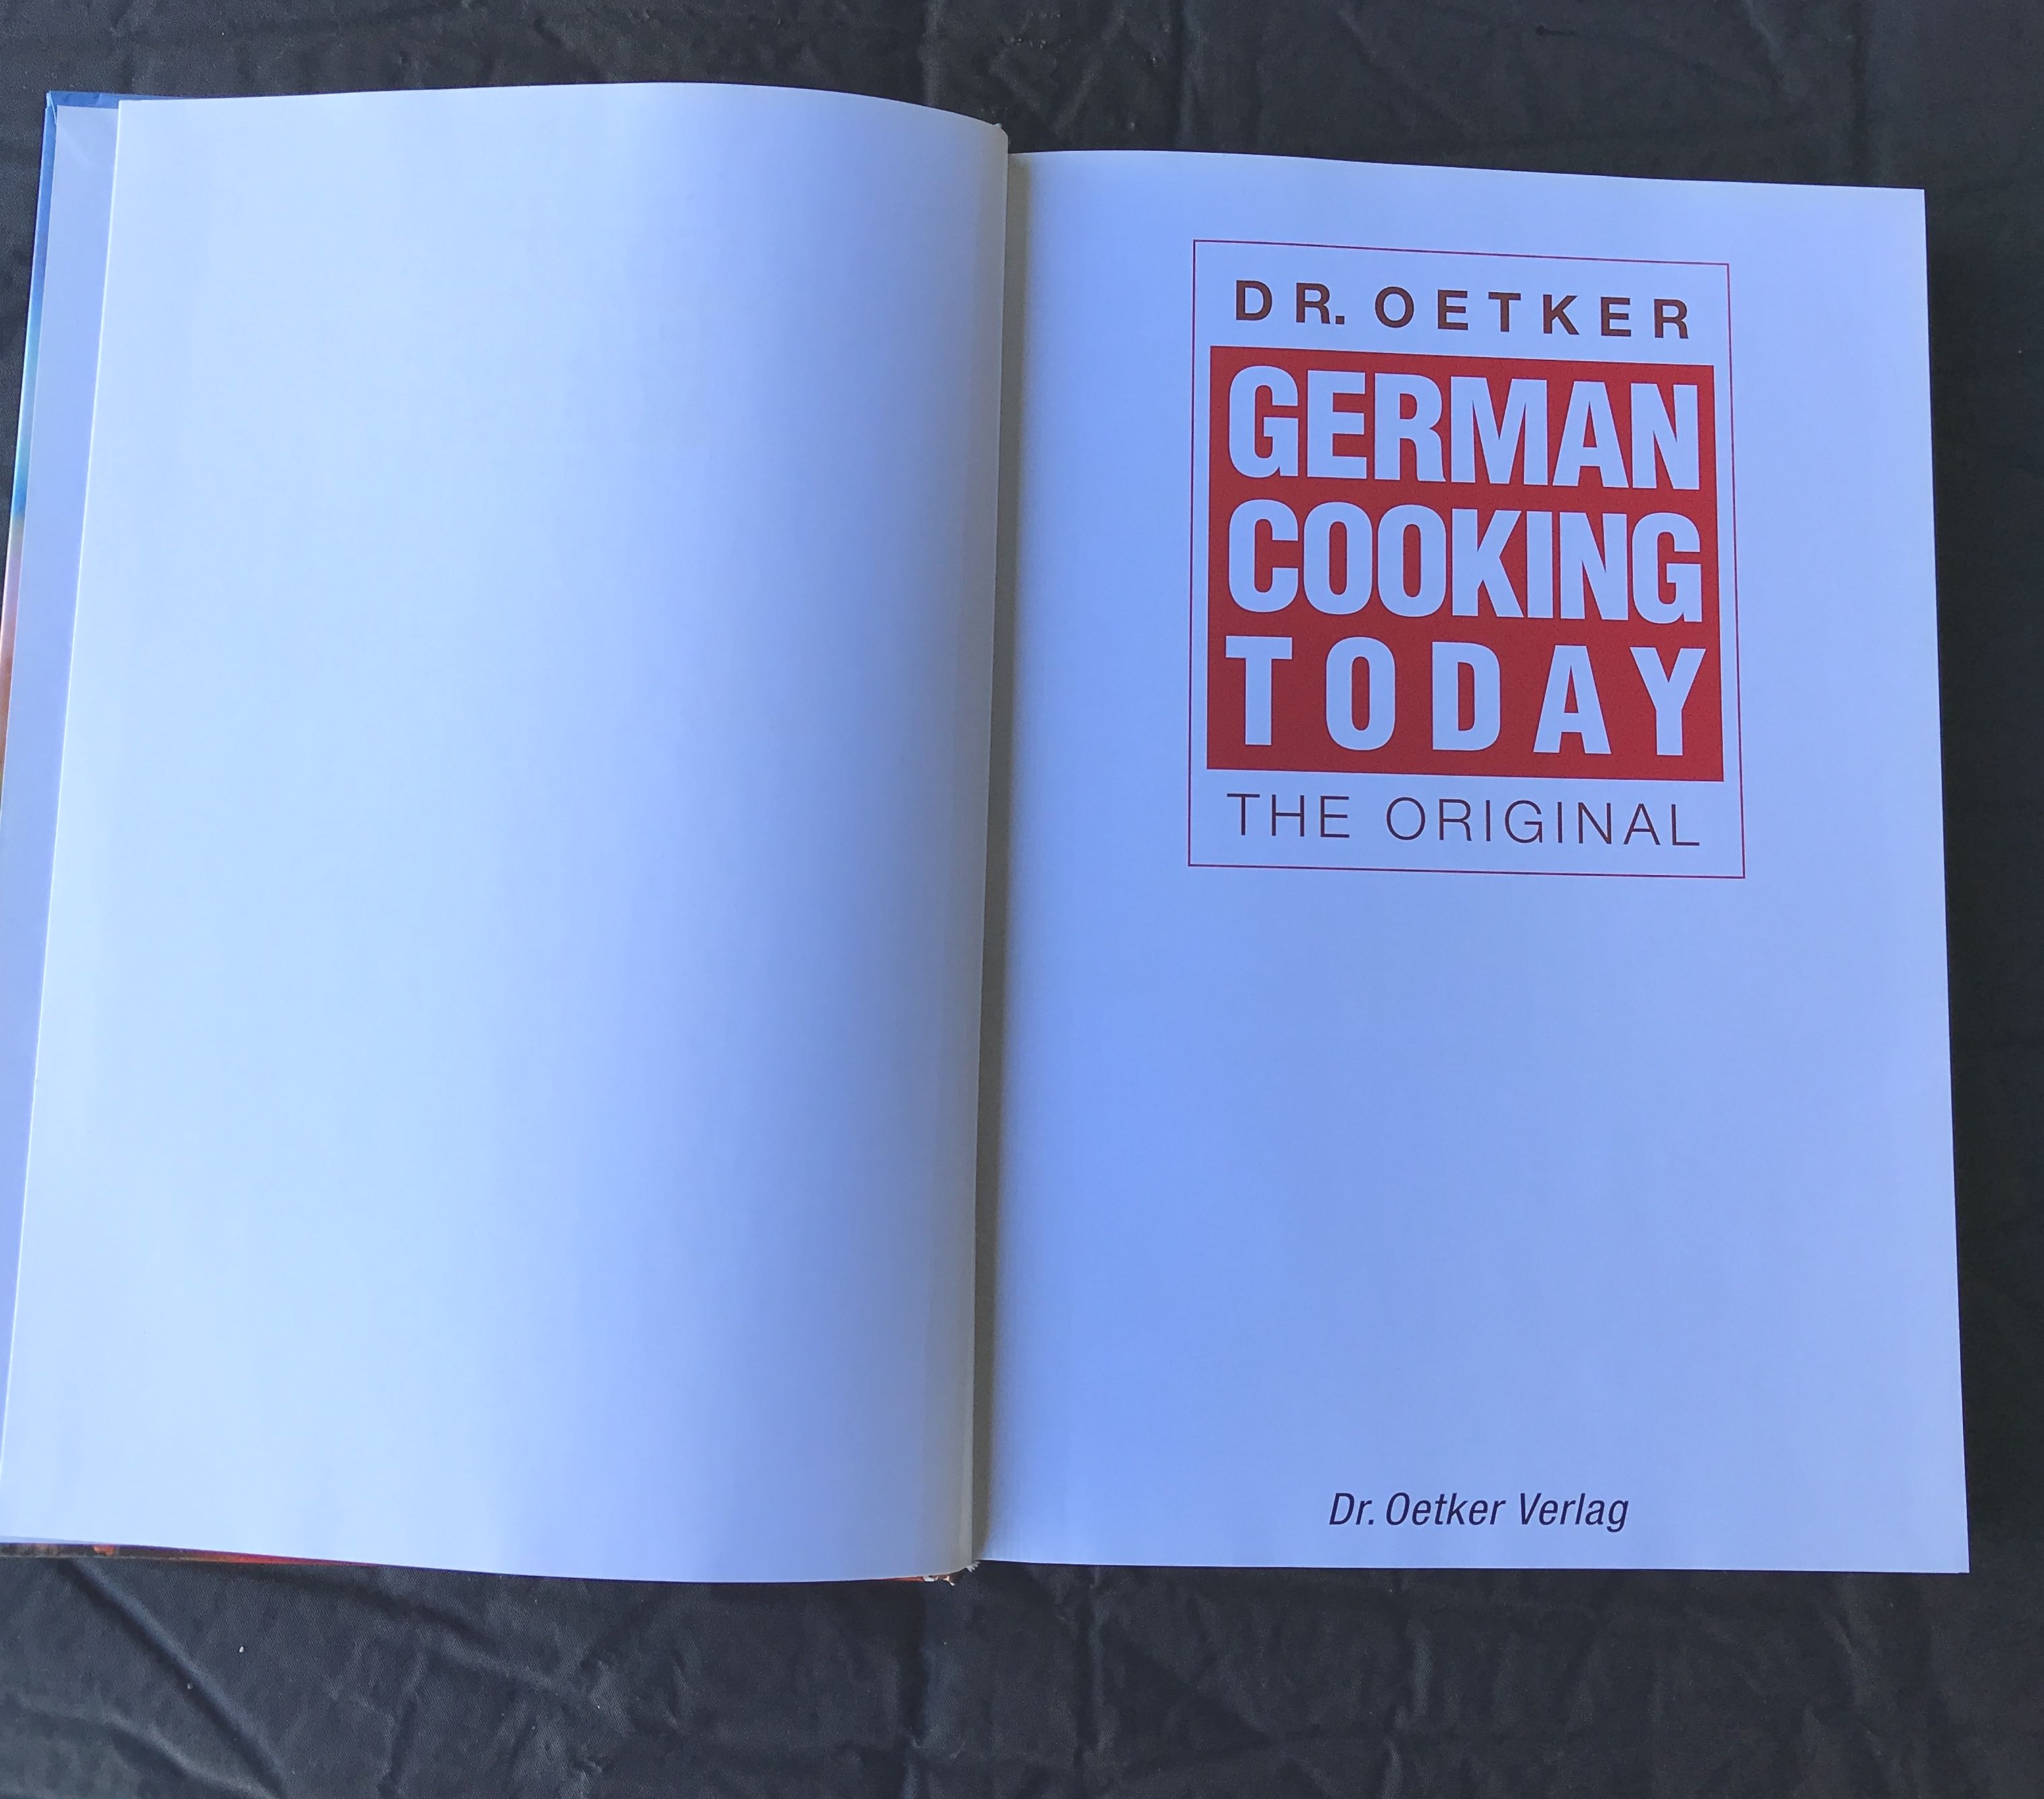 DR. OETKER
GERMAN
COOKING
TODAY
THE ORIGINAL
Dr. Oetker Verlag